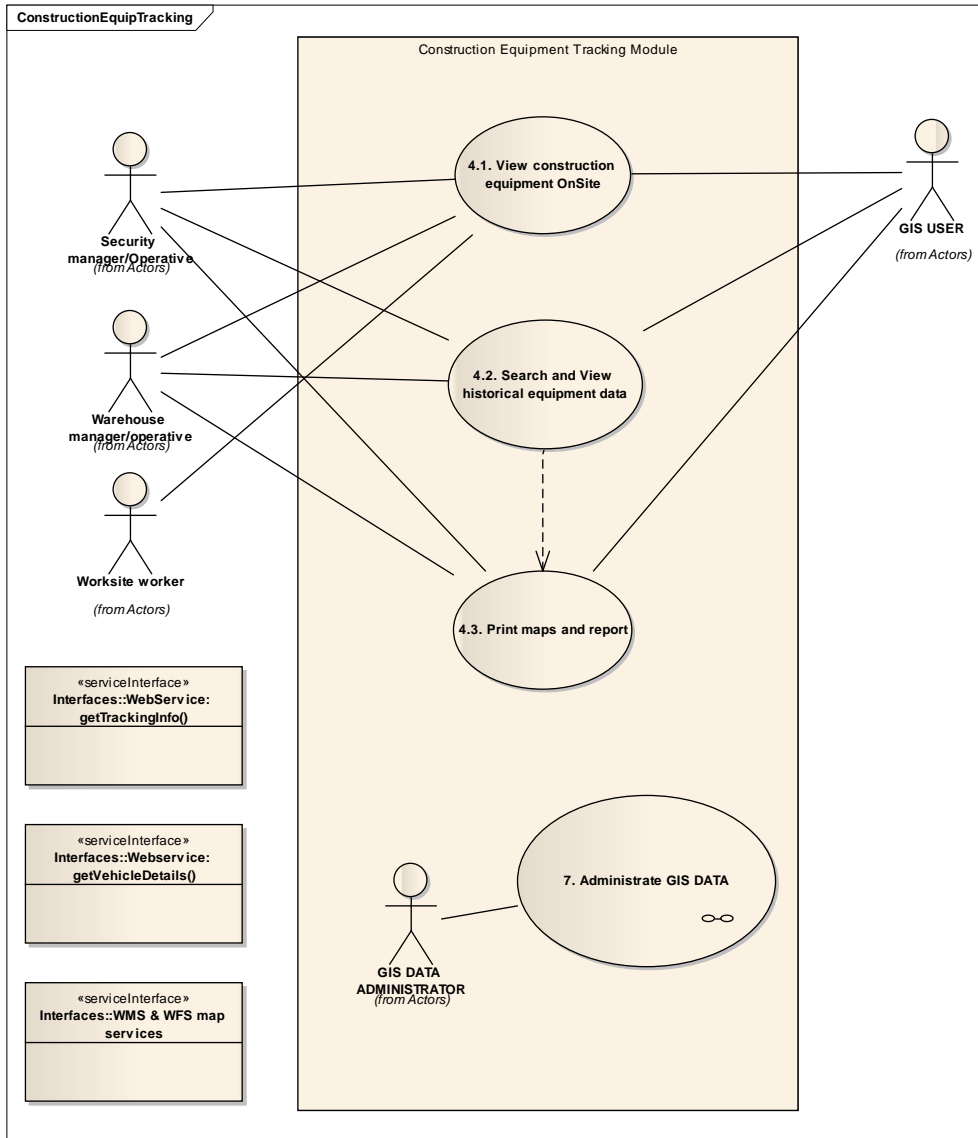 ConstructionEquipTracking
Construction Equipment Tracking Module
4.1. View construction
equipment OnSite
Security
manager/Operative
(from Actors)
GIS USER
(from Actors)
Warehouse
manager/operative
(from Actors)
4.2. Search and View
historical equipment data
Worksite worker
(from Actors)
4.3. Print maps and report
«serviceInterface»
Interfaces::WebService:
getTrackingInfo()
«serviceInterface»
Interfaces::Webservice:
getVehicleDetails()
7. Administrate GIS DATA
GIS DATA
ADMINISTRATOR
(from Actors)
«serviceInterface»
Interfaces::WMS & WFS map
services